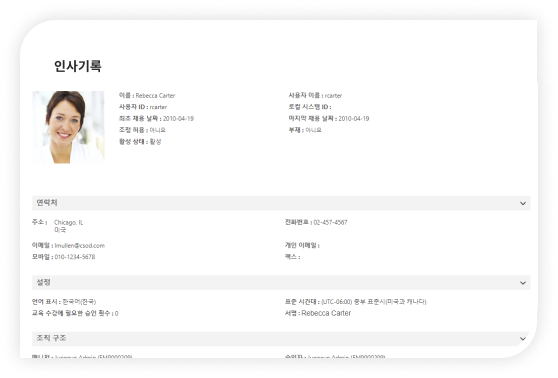 인사기록
이름 : Rebecca Carter
사용자 이름 : rcarter
사용자 ID : rcarter
로컬 시스템 ID :
최초 채용 날짜 : 2010-04-19
마지막 채용 날짜 : 2010-04-19
조정 허용 : 아니요
부재 : 아니요
활성 상태 : 활성
연락처
주소 : Chicago, IL
미국
전화번호 : 02-457-4567
이메일 : lmullen@csod.com
개인 이메일 :
모바일 : 010-1234-5678
팩스 :
설정
언어 표시 : 한국어(한국)
표준 시간대 : (UTC-06:00) 중부 표준시(미국과 캐나다)
교육 수강에 필요한 승인 횟수 : 0
서명 : Rebecca Carter
조직 구조